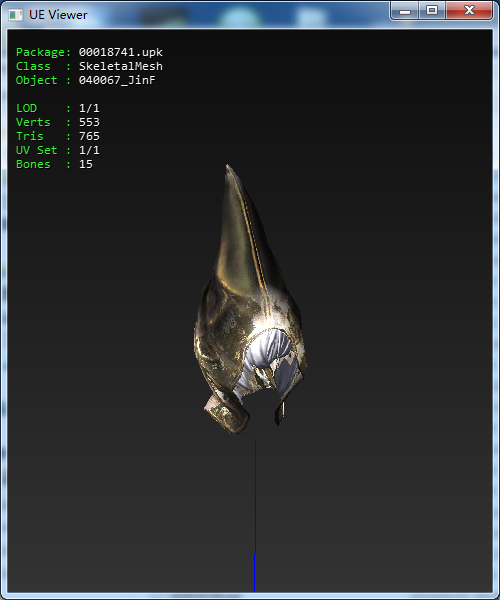 UE Viewer
Package: 00018741.upk
Class : SkeletalMesh
Object : 040067_JinF
LOD : 1/1
Verts : 553
Tris : 765
UV Set : 1/1
Bones : 15